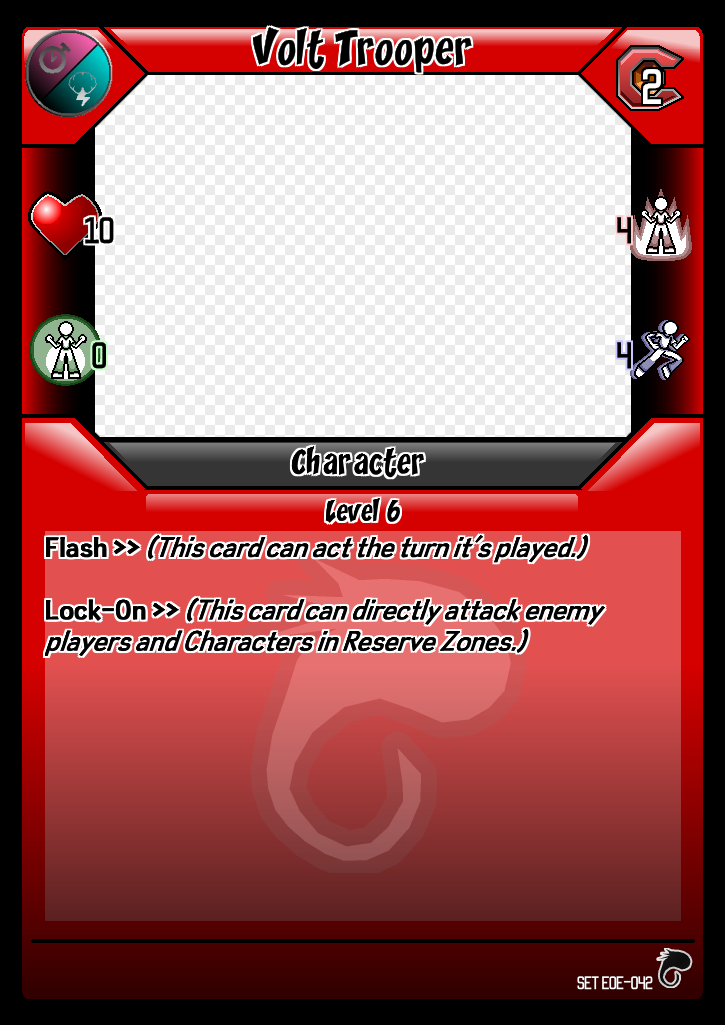 Volt Trooper
2
10
4
0
4
Character
Level 6
Flash >> (This card can act the turn it's played.)
Lock-On >> (This card can directly attack enemy
players and Characters in Reserve Zones.)
SET EOE-042